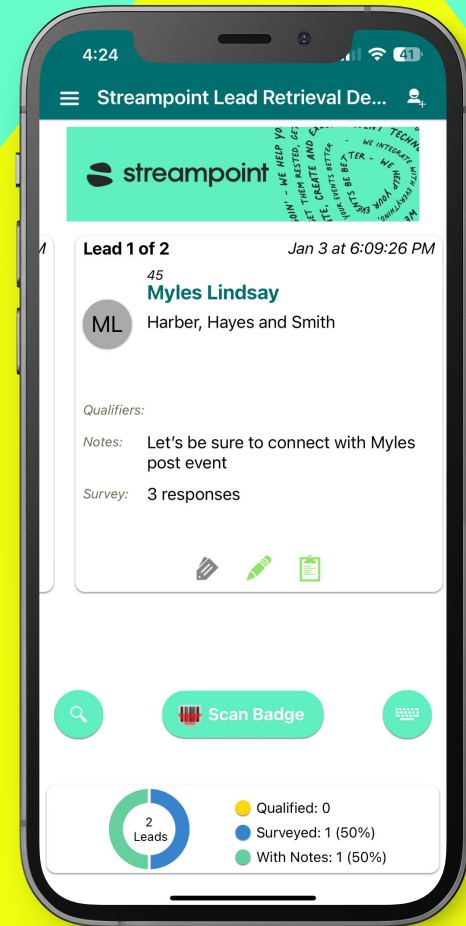 4:24
41
Streampoint Lead Retrieval De...
streampoint
M
Lead 1 of 2
Jan 3 at 6:09:26 PM
45
Myles Lindsay
ML
Harber, Hayes and Smith
Qualifiers:
Notes: Let's be sure to connect with Myles
post event
Survey: 3 responses
Scan Badge
2
Leads
Qualified: 0
Surveyed: 1 (50%)
With Notes: 1 (50%)